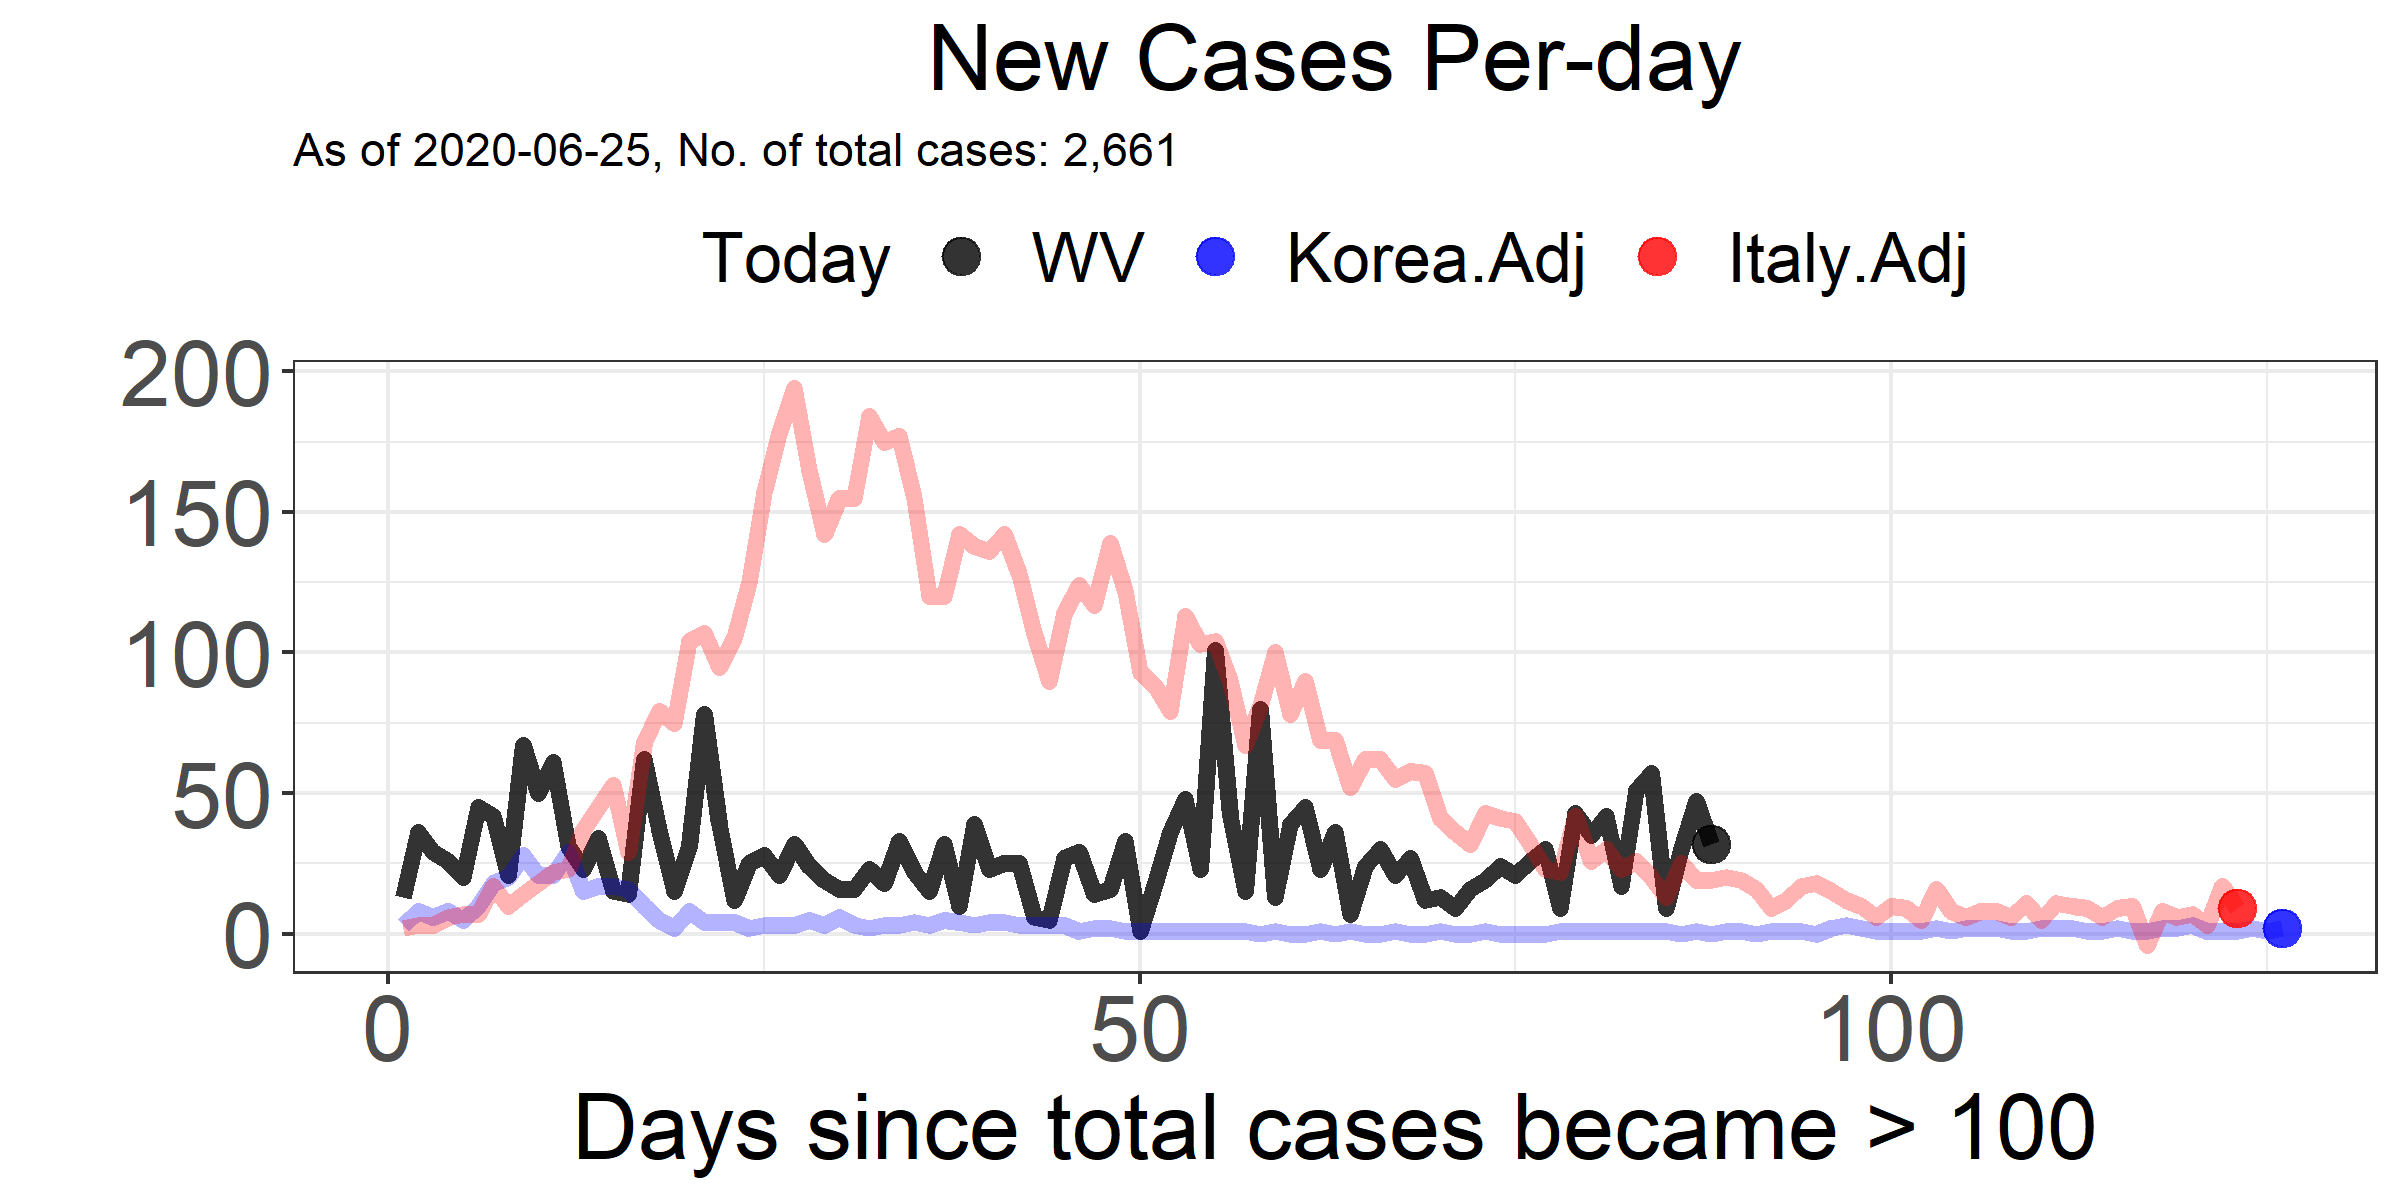 New Cases Per-day
As of 2020-06-25, No. of total cases: 2,661
Today WV Korea.Adj Italy.Adj
200
150
100
50
0
0 50 100
Days since total cases became > 100